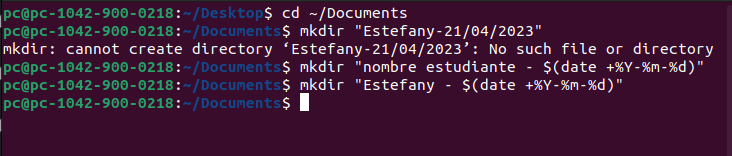 pc@pc-1042-900-0218:~/Desktop$ cd ~/Documents
pc@pc-1042-900-0218:~/Documents$ mkdir "Estefany-21/04/2023"
mkdir: cannot create directory ‘Estefany-21/04/2023’: No such file or directory
pc@pc-1042-900-0218:~/Documents$ mkdir "nombre estudiante - $(date +%Y-%m-%d)"
pc@pc-1042-900-0218:~/Documents$ mkdir "Estefany - $(date +%Y-%m-%d)"
pc@pc-1042-900-0218:~/Documents$